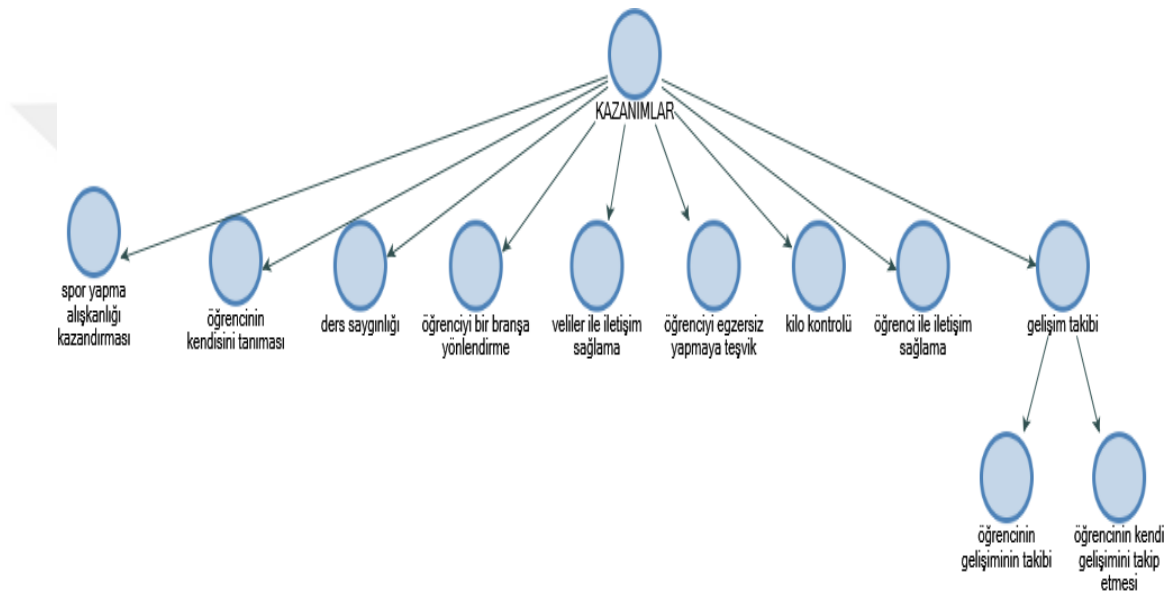 KAZANIMLAR
spor yapma
alışkanlığı
kazandırması
öğrencinin
kendisini tanıması
ders saygınlığı
öğrenciyi bir branşa
yönlendirme
veliler ile iletişim
sağlama
öğrenciyi egzersiz
yapmaya teşvik
kilo kontrolü
öğrenci ile iletişim
sağlama
gelişim takibi
öğrencinin
gelişiminin takibi
öğrencinin kendi
gelişimini takip
etmesi